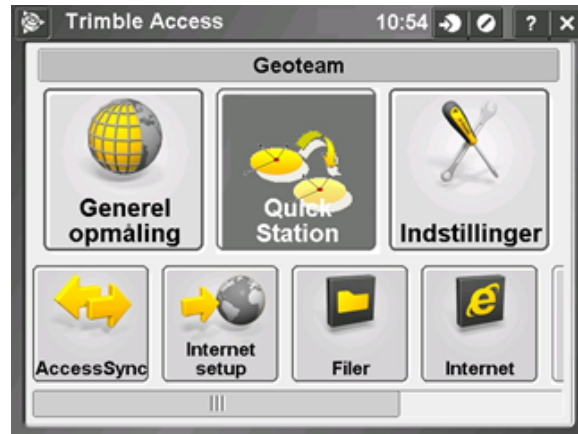 Trimble Access 10:54 ? X
Geoteam
Generel
opmåling
Quick
Station
Indstillinger
AccessSync
Internet
setup
Filer
Internet